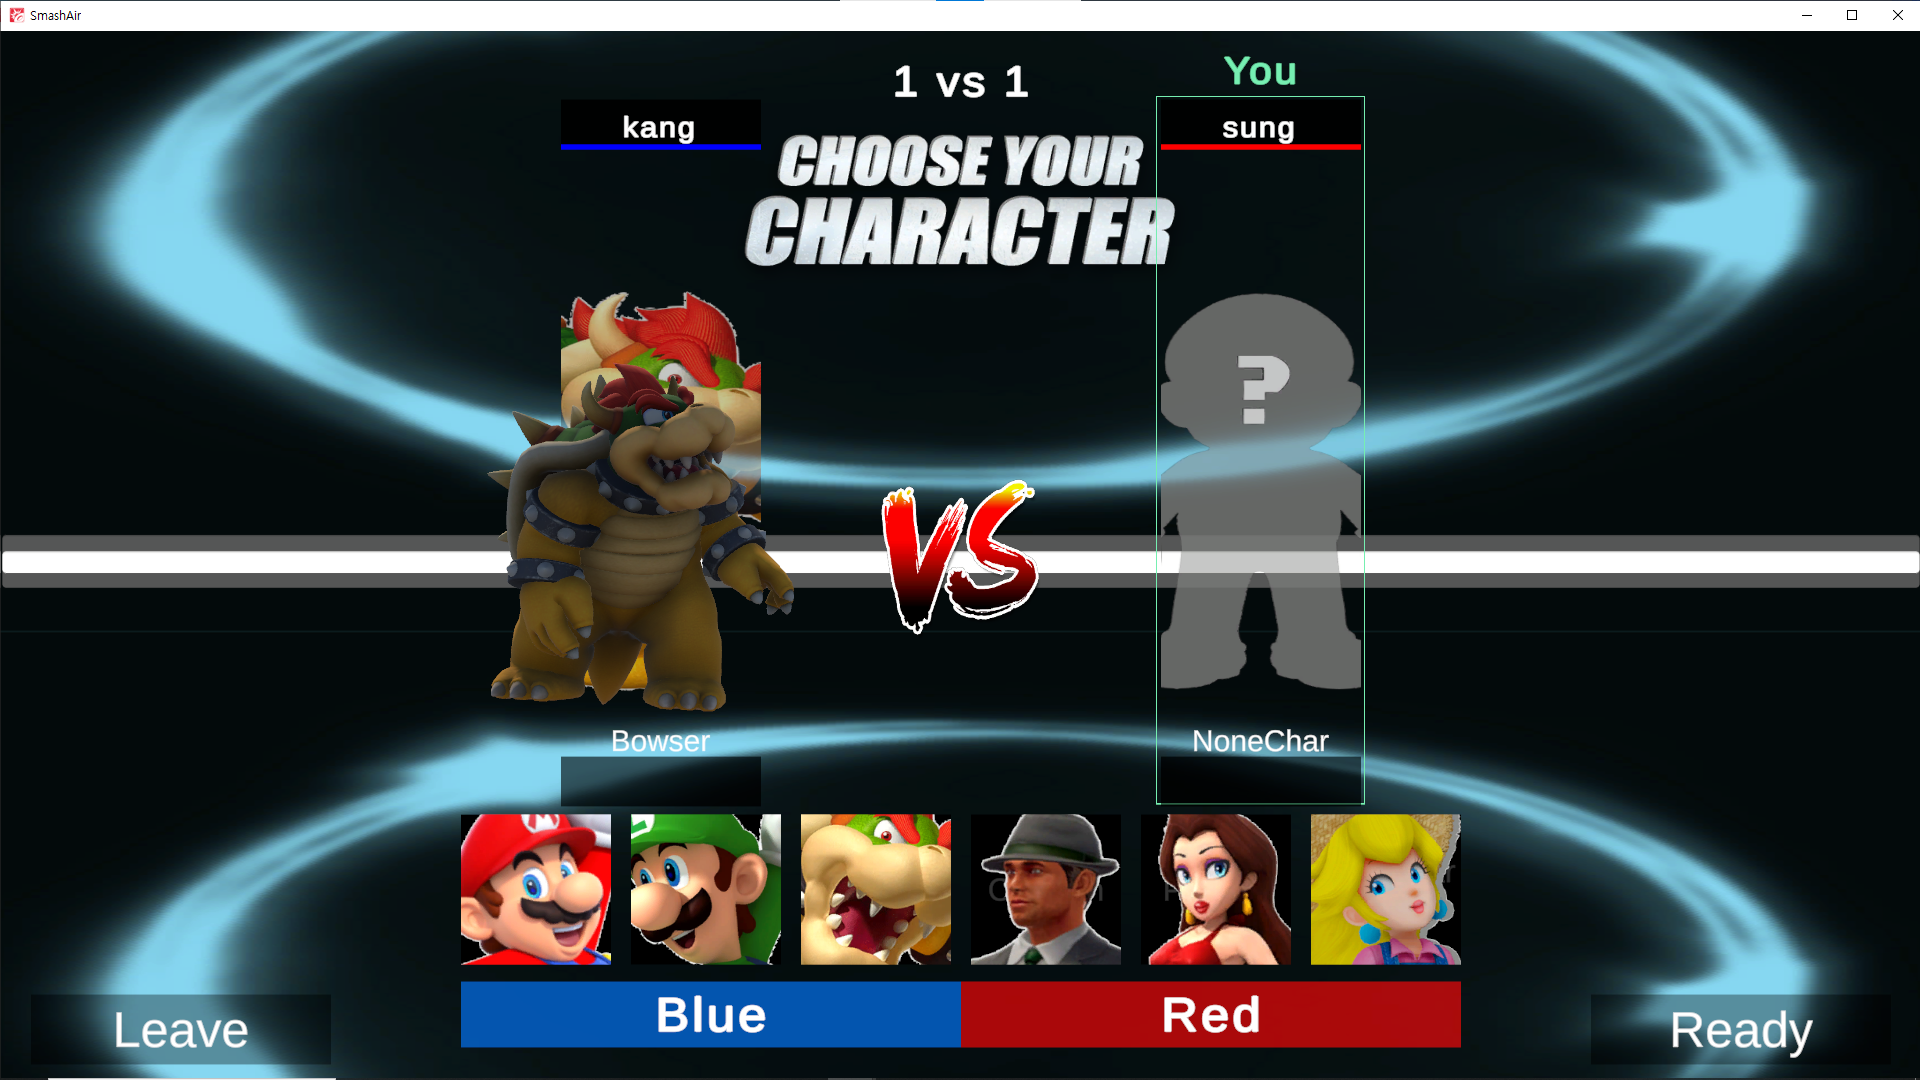 SmashAir
1 vs 1
You
kang
sung
CHOOSE YOUR
CHARACTER
?
VS
Bowser
NoneChar
M
L
Blue
Red
Leave
Ready